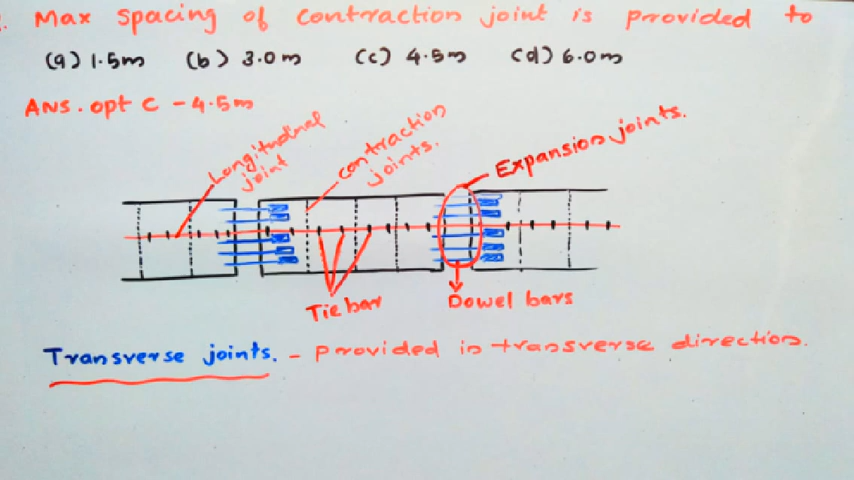 . Max spacing of contraction joint is provided to
(a) 1.5m (b) 3.0m (c) 4.5m (d) 6.0m
ANS. opt C - 4.5m
Longitudinal
joint
contraction
joints.
Expansion joints.
Tie bar
Dowel bars
Transverse joints. - provided in transverse direction.